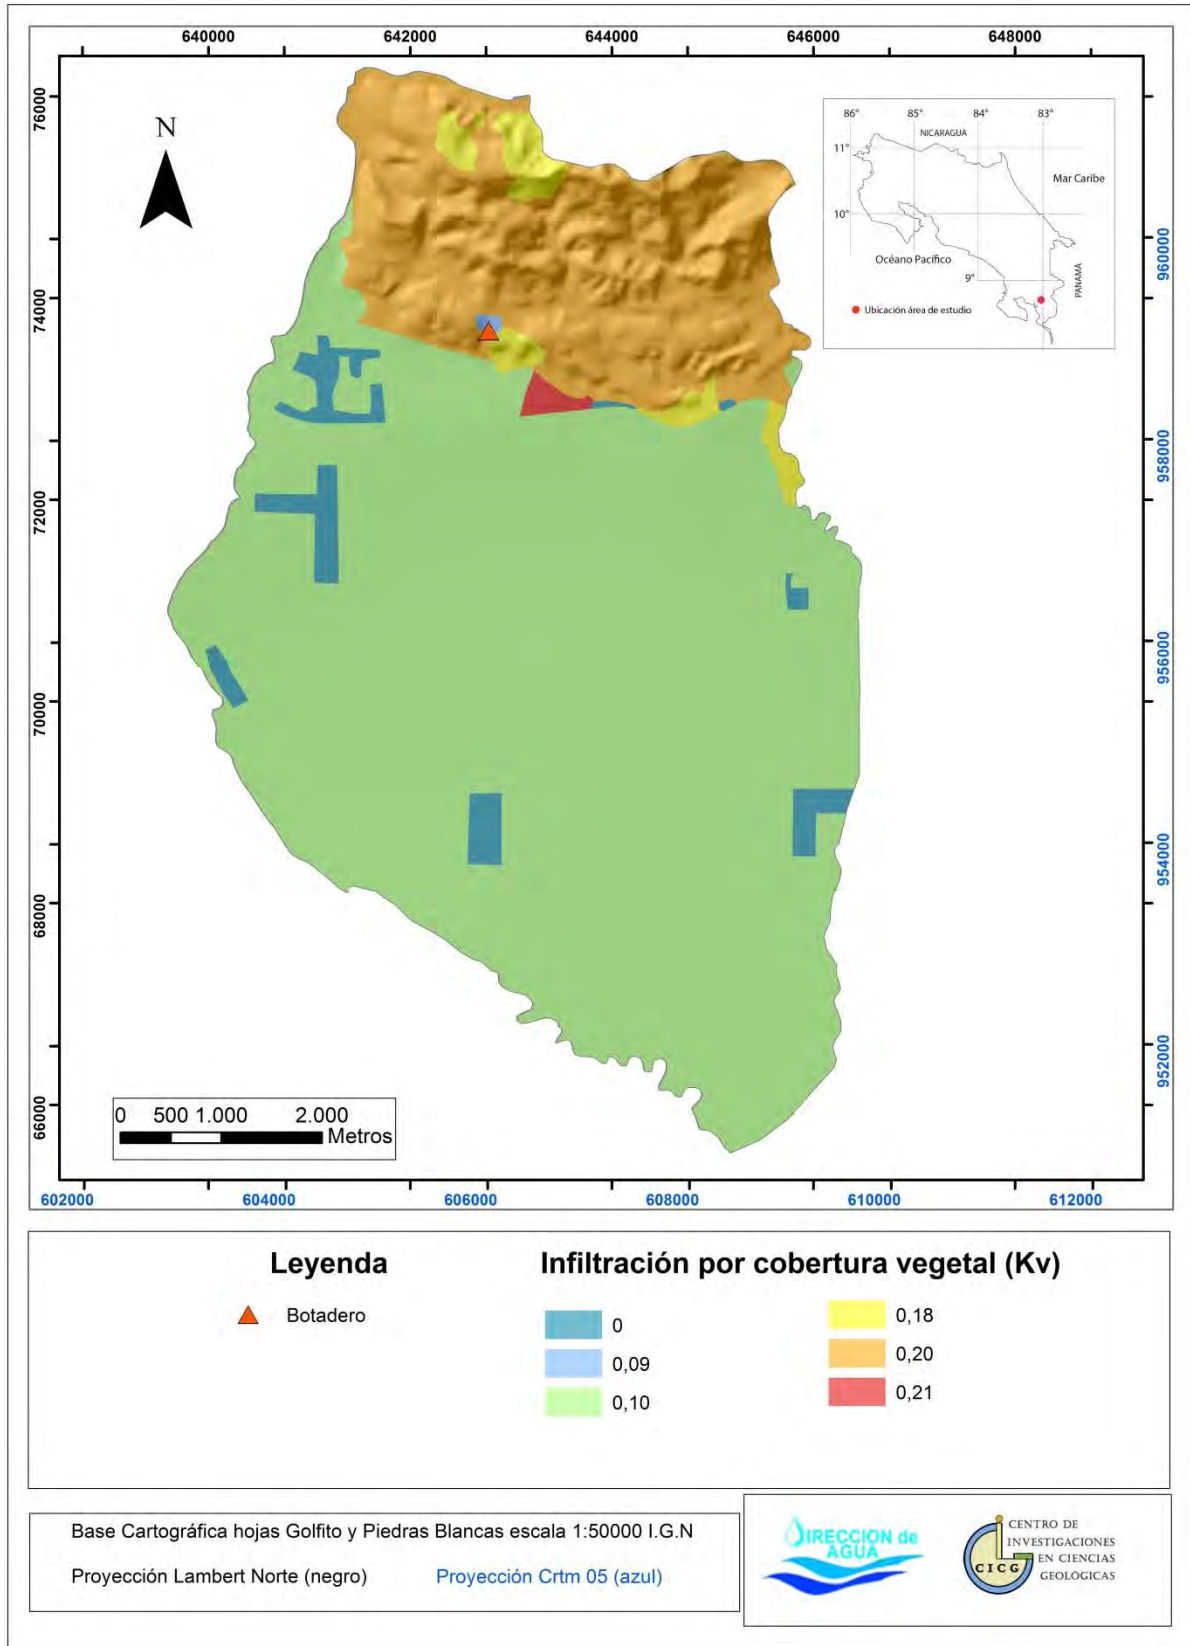 640000 642000 644000 646000 648000
76000
74000
72000
70000
68000
66000
960000
958000
956000
954000
952000
N
86° 85° 84° 83°
NICARAGUA
11°
Mar Caribe
10°
Océano Pacífico
9°
PANAMÁ
Ubicación área de estudio
0 500 1.000 2.000
Metros
602000 604000 606000 608000 610000 612000
Leyenda
Botadero
Infiltración por cobertura vegetal (Kv)
0
0,09
0,10
0,18
0,20
0,21
Base Cartográfica hojas Golfito y Piedras Blancas escala 1:50000 I.G.N
Proyección Lambert Norte (negro) Proyección Crtm 05 (azul)
DIRECCION de
AGUA
CICG
CENTRO DE
INVESTIGACIONES
EN CIENCIAS
GEOLÓGICAS